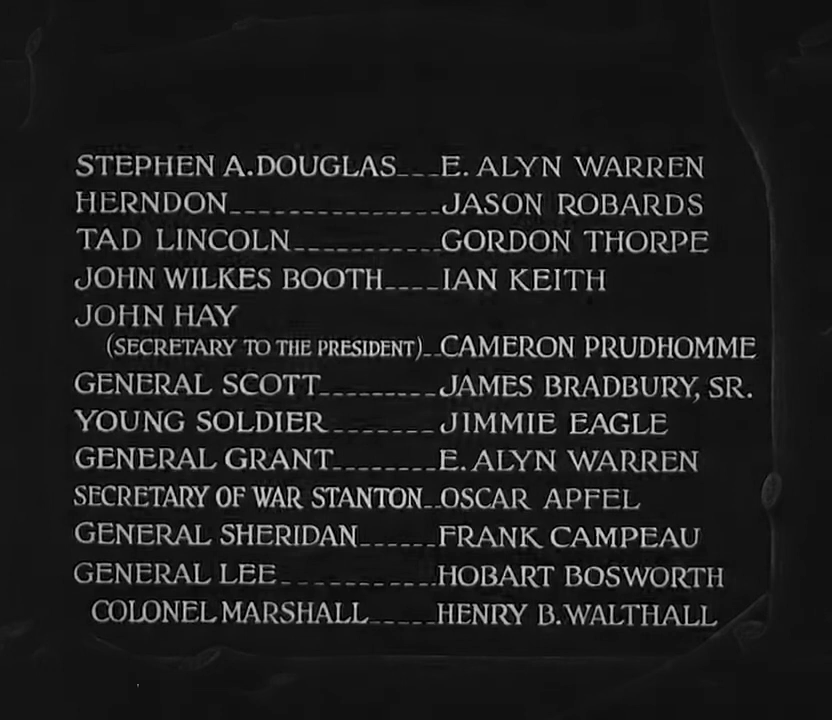 STEPHEN A. DOUGLAS___E. ALYN WARREN
HERNDON_______________JASON ROBARDS
TAD LINCOLN__________GORDON THORPE
JOHN WILKES BOOTH____IAN KEITH
JOHN HAY
(SECRETARY TO THE PRESIDENT)__CAMERON PRUDHOMME
GENERAL SCOTT_________JAMES BRADBURY, SR.
YOUNG SOLDIER________JIMMIE EAGLE
GENERAL GRANT________E. ALYN WARREN
SECRETARY OF WAR STANTON__OSCAR APFEL
GENERAL SHERIDAN______FRANK CAMPEAU
GENERAL LEE___________HOBART BOSWORTH
COLONEL MARSHALL_____HENRY B. WALTHALL